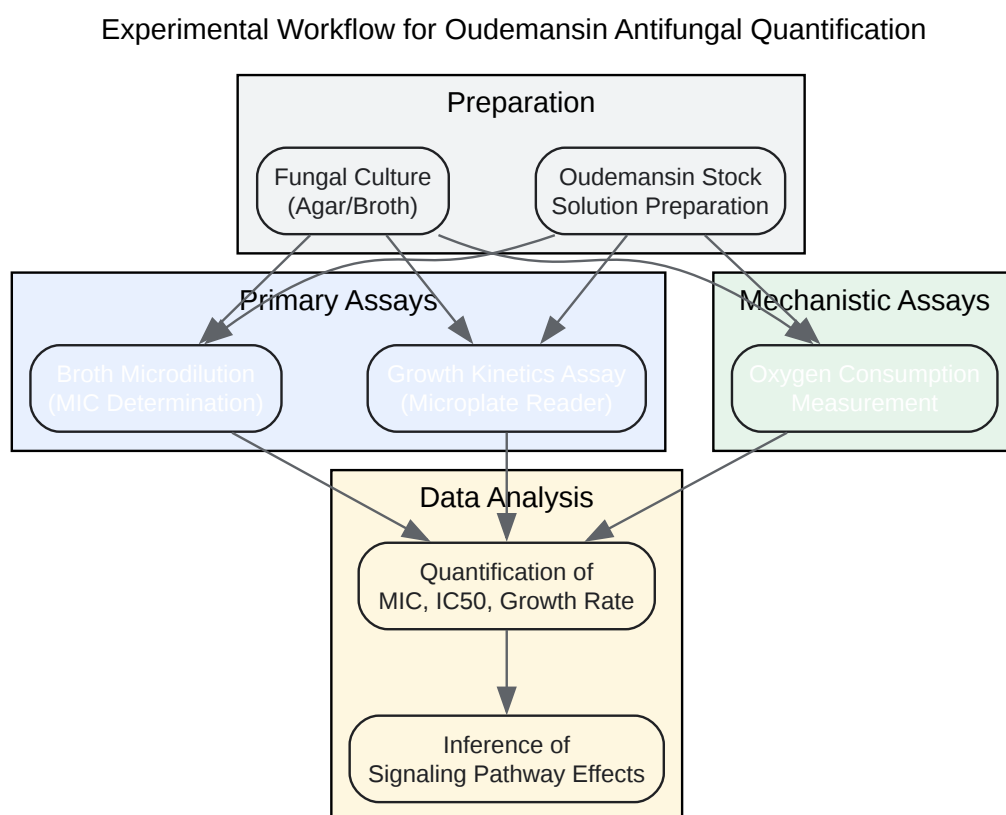 Experimental Workflow for Oudemansin Antifungal Quantification
Preparation
Fungal Culture
(Agar/Broth)
Oudemansin Stock
Solution Preparation
Primary Assays
Broth Microdilution
(MIC Determination)
Growth Kinetics Assay
(Microplate Reader)
Mechanistic Assays
Oxygen Consumption
Measurement
Data Analysis
Quantification of
MIC, IC50, Growth Rate
Inference of
Signaling Pathway Effects